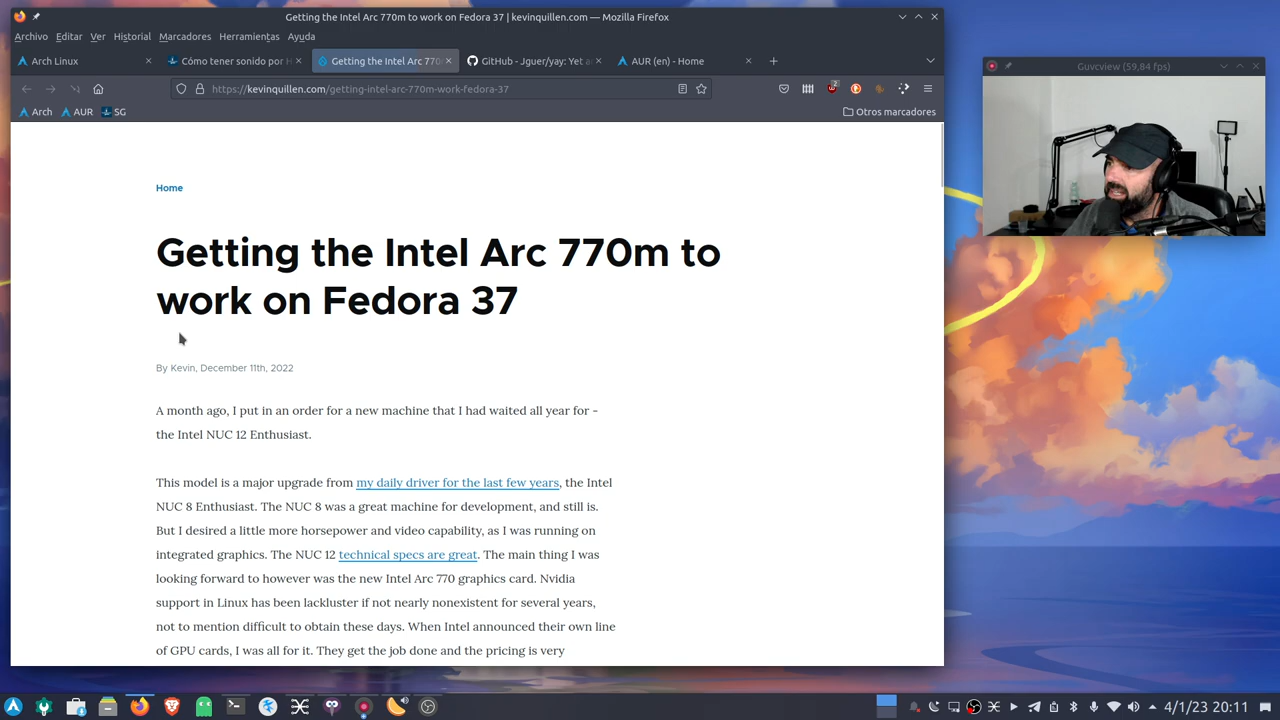 Getting the Intel Arc 770m to work on Fedora 37 | kevinquillen.com — Mozilla Firefox
Archivo Editar Ver Historial Marcadores Herramientas Ayuda
Arch Linux
Cómo tener sonido por H
Getting the Intel Arc 770
GitHub - Jguer/yay: Yet a
AUR (en) - Home
https://kevinquillen.com/getting-intel-arc-770m-work-fedora-37
2
Arch AUR SG
Otros marcadores
Guvcview (59,84 fps)
Home
Getting the Intel Arc 770m to
work on Fedora 37
By Kevin, December 11th, 2022
A month ago, I put in an order for a new machine that I had waited all year for -
the Intel NUC 12 Enthusiast.
This model is a major upgrade from my daily driver for the last few years, the Intel
NUC 8 Enthusiast. The NUC 8 was a great machine for development, and still is.
But I desired a little more horsepower and video capability, as I was running on
integrated graphics. The NUC 12 technical specs are great. The main thing I was
looking forward to however was the new Intel Arc 770 graphics card. Nvidia
support in Linux has been lackluster if not nearly nonexistent for several years,
not to mention difficult to obtain these days. When Intel announced their own line
of GPU cards, I was all for it. They get the job done and the pricing is very
4/1/23 20:11